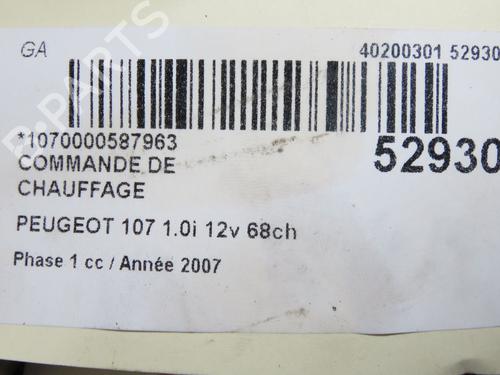 GA
40200301 52930
*1070000587963
52930
COMMANDE DE
CHAUFFAGE
PEUGEOT 107 1.0i 12v 68ch
Phase 1 cc / Année 2007
B-PARTS